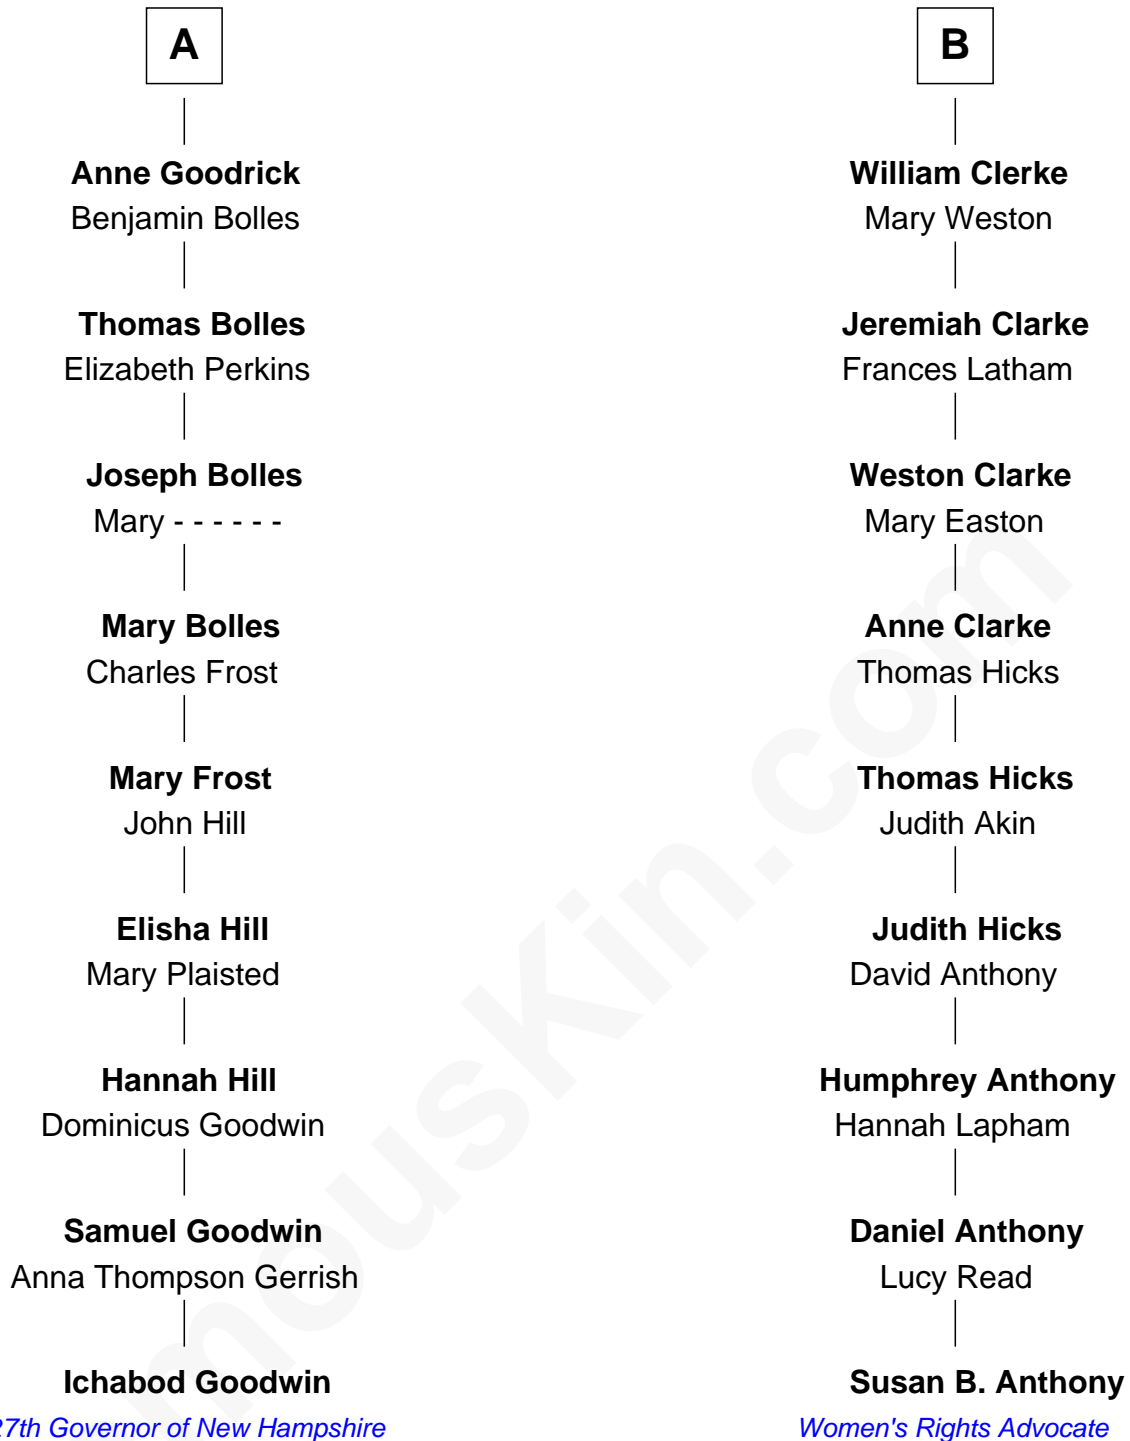 A
Anne Goodrick
Benjamin Bolles
Thomas Bolles
Elizabeth Perkins
Joseph Bolles
Mary - - - - - -
Mary Bolles
Charles Frost
Mary Frost
John Hill
Elisha Hill
Mary Plaisted
Hannah Hill
Dominicus Goodwin
Samuel Goodwin
Anna Thompson Gerrish
Ichabod Goodwin
27th Governor of New Hampshire
B
William Clerke
Mary Weston
Jeremiah Clarke
Frances Latham
Weston Clarke
Mary Easton
Anne Clarke
Thomas Hicks
Thomas Hicks
Judith Akin
Judith Hicks
David Anthony
Humphrey Anthony
Hannah Lapham
Daniel Anthony
Lucy Read
Susan B. Anthony
Women's Rights Advocate
mousKin.com